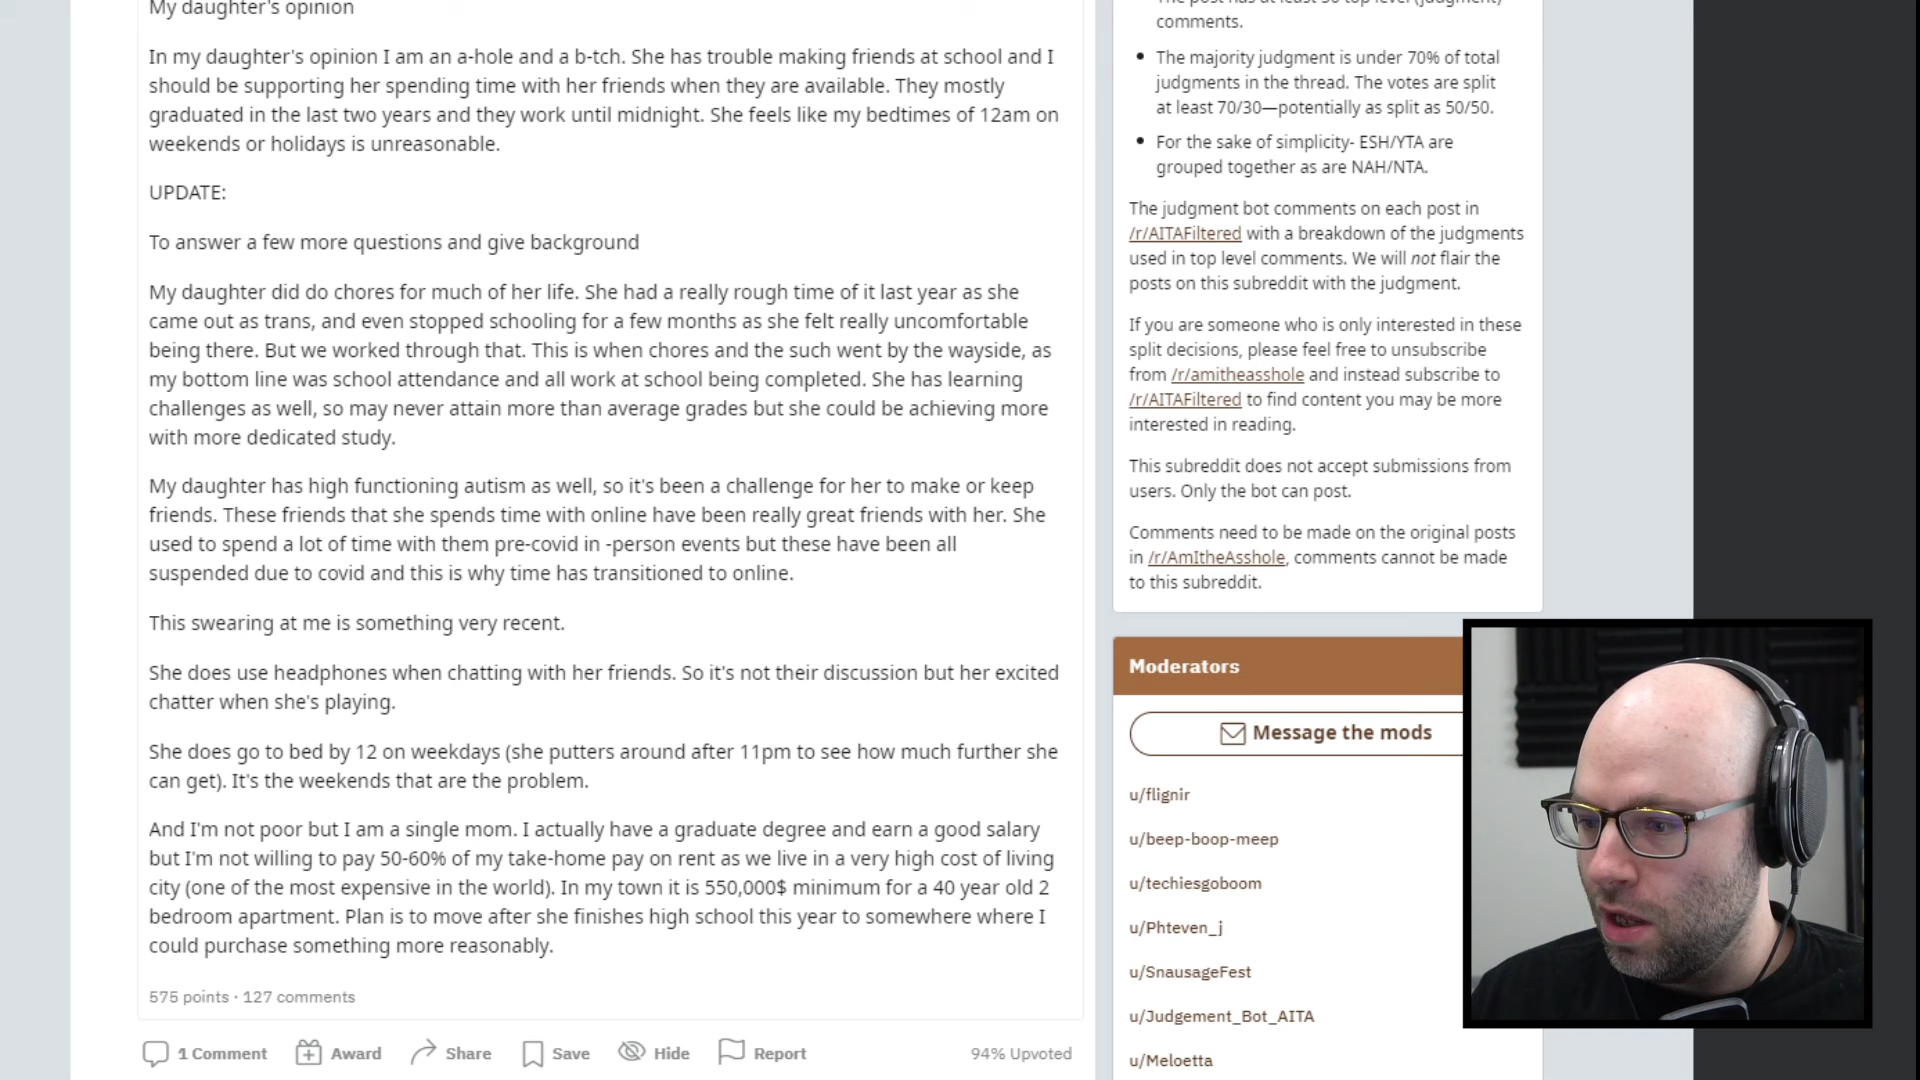 My daughter's opinion
In my daughter's opinion I am an a-hole and a b-tch. She has trouble making friends at school and I
should be supporting her spending time with her friends when they are available. They mostly
graduated in the last two years and they work until midnight. She feels like my bedtimes of 12am on
weekends or holidays is unreasonable.
UPDATE:
To answer a few more questions and give background
My daughter did do chores for much of her life. She had a really rough time of it last year as she
came out as trans, and even stopped schooling for a few months as she felt really uncomfortable
being there. But we worked through that. This is when chores and the such went by the wayside, as
my bottom line was school attendance and all work at school being completed. She has learning
challenges as well, so may never attain more than average grades but she could be achieving more
with more dedicated study.
My daughter has high functioning autism as well, so it's been a challenge for her to make or keep
friends. These friends that she spends time with online have been really great friends with her. She
used to spend a lot of time with them pre-covid in -person events but these have been all
suspended due to covid and this is why time has transitioned to online.
This swearing at me is something very recent.
She does use headphones when chatting with her friends. So it's not their discussion but her excited
chatter when she's playing.
She does go to bed by 12 on weekdays (she putters around after 11pm to see how much further she
can get). It's the weekends that are the problem.
And I'm not poor but I am a single mom. I actually have a graduate degree and earn a good salary
but I'm not willing to pay 50-60% of my take-home pay on rent as we live in a very high cost of living
city (one of the most expensive in the world). In my town it is 550,000$ minimum for a 40 year old 2
bedroom apartment. Plan is to move after she finishes high school this year to somewhere where I
could purchase something more reasonably.
575 points · 127 comments
1 Comment Award Share Save Hide Report 94% Upvoted
The post has at least 50 top level (judgment)
comments.
• The majority judgment is under 70% of total
judgments in the thread. The votes are split
at least 70/30—potentially as split as 50/50.
• For the sake of simplicity- ESH/YTA are
grouped together as are NAH/NTA.
The judgment bot comments on each post in
/r/AITAFiltered with a breakdown of the judgments
used in top level comments. We will not flair the
posts on this subreddit with the judgment.
If you are someone who is only interested in these
split decisions, please feel free to unsubscribe
from /r/amitheasshole and instead subscribe to
/r/AITAFiltered to find content you may be more
interested in reading.
This subreddit does not accept submissions from
users. Only the bot can post.
Comments need to be made on the original posts
in /r/AmItheAsshole, comments cannot be made
to this subreddit.
Moderators
Message the mods
u/flignir
u/beep-boop-meep
u/techiesgoboom
u/Phteven_j
u/SnausageFest
u/Judgement_Bot_AITA
u/Meloetta